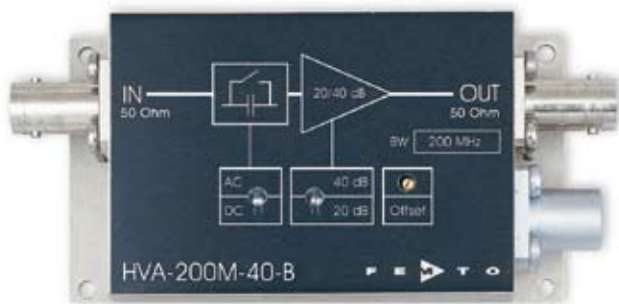 IN
50 Ohm
20/40 dB
OUT
50 Ohm
BW 200 MHz
AC
DC
40 dB
20 dB
Offset
HVA-200M-40-B
FEMTO